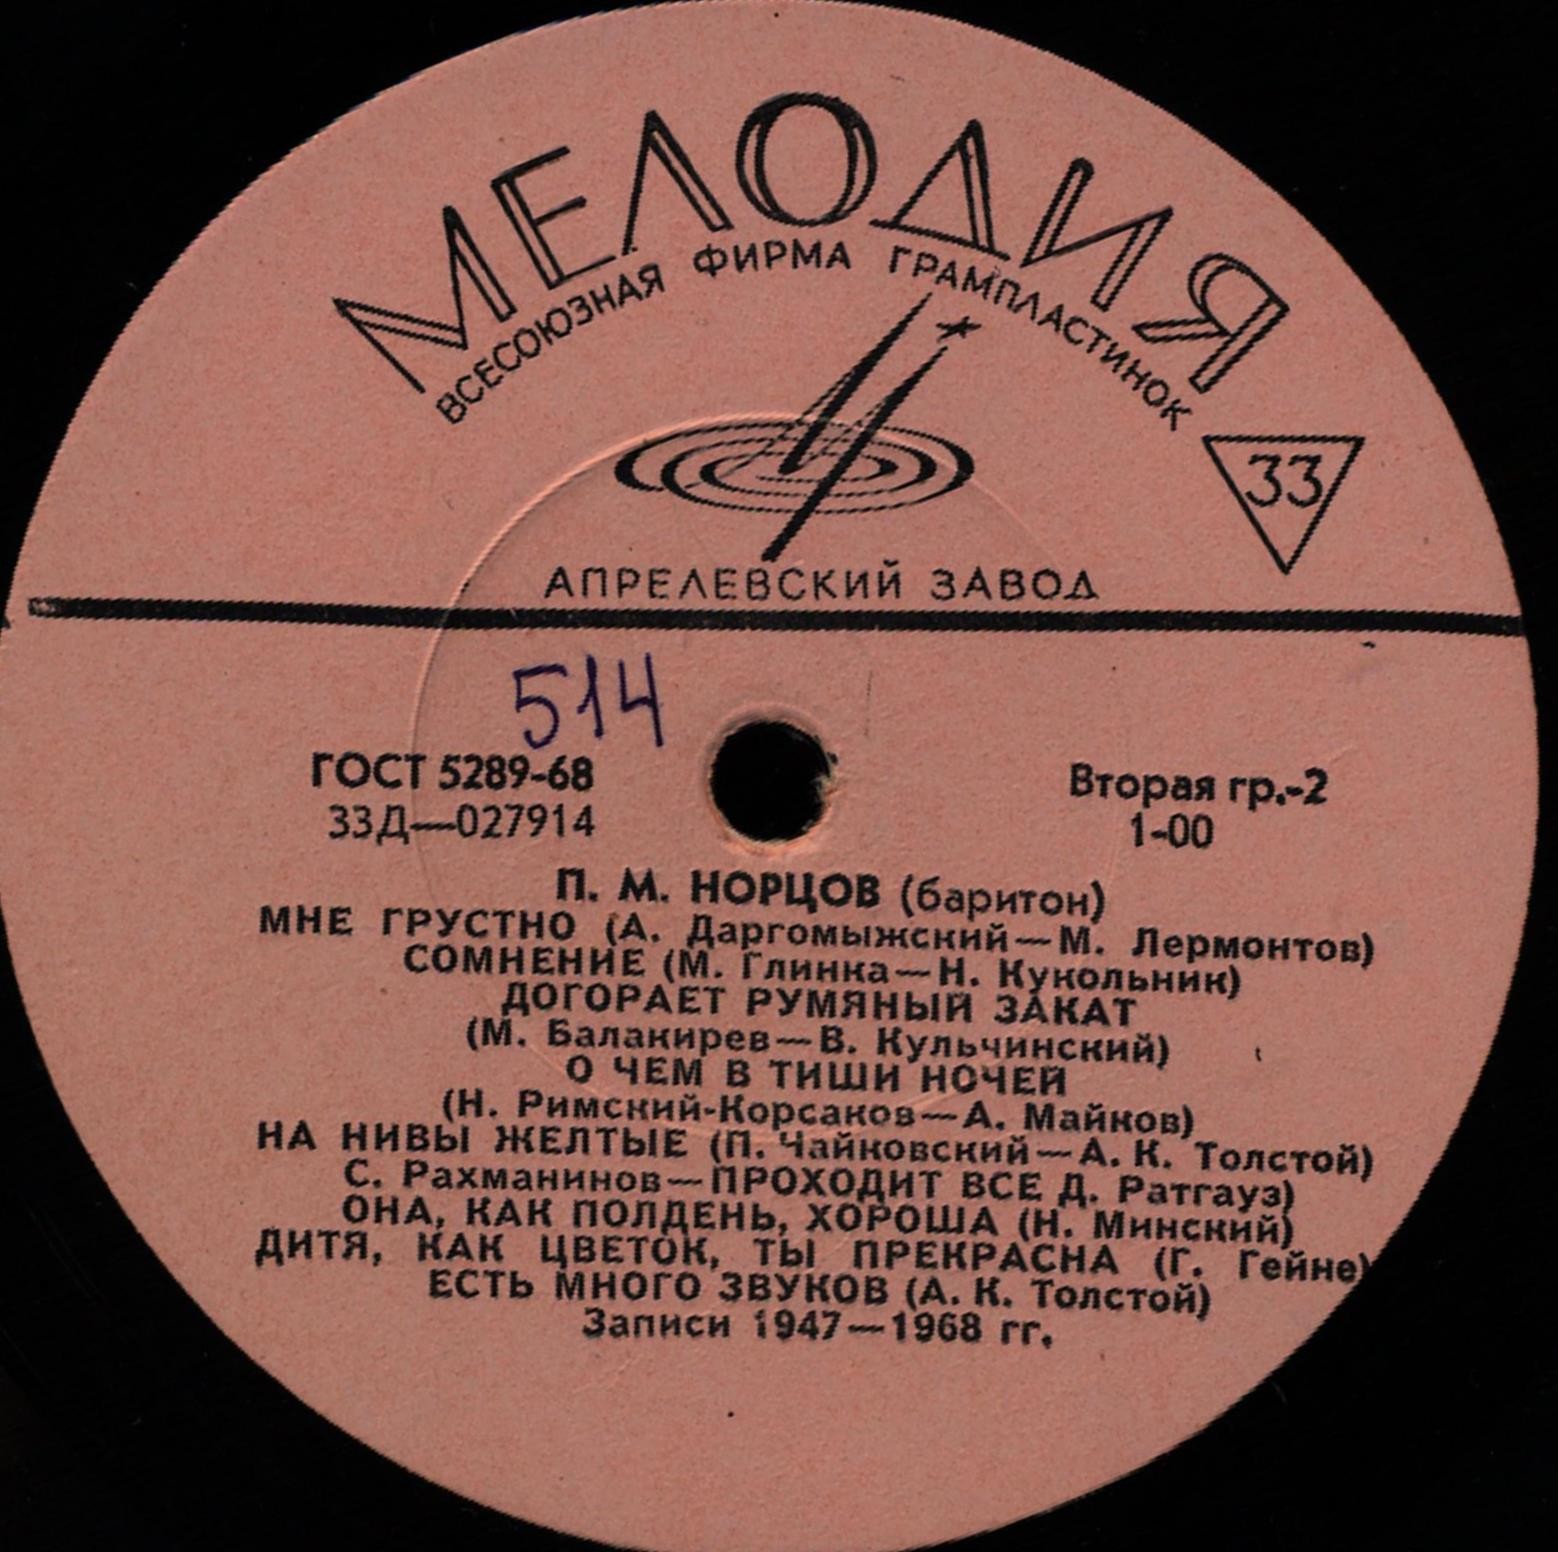 МЕЛОДИЯ
ВСЕСОЮЗНАЯ ФИРМА ГРАМПЛАСТИНОК
33
АПРЕЛЕВСКИЙ ЗАВОД
514
ГОСТ 5289-68
33Д—027914
Вторая гр.-2
1-00
П. М. НОРЦОВ (баритон)
МНЕ ГРУСТНО (А. Даргомыжский—М. Лермонтов)
СОМНЕНИЕ (М. Глинка—Н. Кукольник)
ДОГОРАЕТ РУМЯНЫЙ ЗАКАТ
(М. Балакирев—В. Кульчинский)
О ЧЕМ В ТИШИ НОЧЕЙ
(Н. Римский-Корсаков—А. Майков)
НА НИВЫ ЖЕЛТЫЕ (П. Чайковский—А. К. Толстой)
С. Рахманинов—ПРОХОДИТ ВСЕ Д. Ратгауз)
ОНА, КАК ПОЛДЕНЬ, ХОРОША (Н. Минский)
ДИТЯ, КАК ЦВЕТОК, ТЫ ПРЕКРАСНА (Г. Гейне)
ЕСТЬ МНОГО ЗВУКОВ (А. К. Толстой)
Записи 1947—1968 гг.